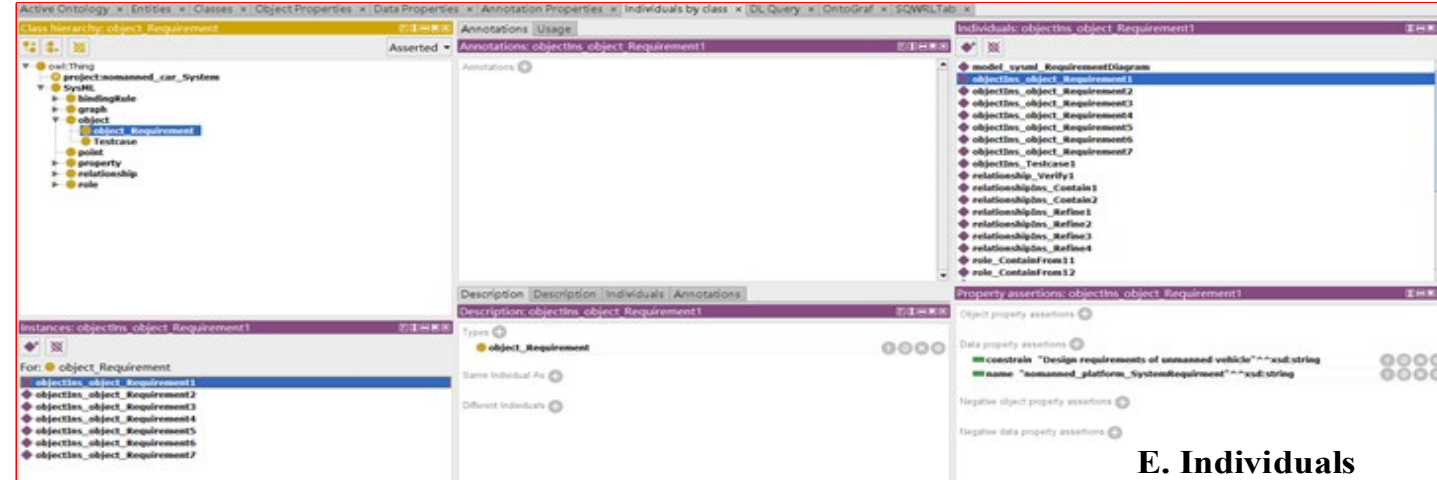 Active Ontology × Entities × Classes × Object Properties × Data Properties × Annotation Properties × Individuals by class × DL Query × OntoGraf × SQWRLTab ×
Class hierarchy: object_Requirement
Asserted
owl:Thing
project:nomanned_car_System
SysML
bindingRule
graph
object
object_Requirement
Testcase
point
property
relationship
role
Instances: objectIns_object_Requirement1
For: object_Requirement
objectIns_object_Requirement1
objectIns_object_Requirement2
objectIns_object_Requirement3
objectIns_object_Requirement4
objectIns_object_Requirement5
objectIns_object_Requirement6
objectIns_object_Requirement7
Annotations Usage
Annotations: objectIns_object_Requirement1
Annotations
Description Description Individuals Annotations
Description: objectIns_object_Requirement1
Types
object_Requirement
Same Individual As
Different Individuals
Individuals: objectIns_object_Requirement1
model_sysml_RequirementDiagram
objectIns_object_Requirement1
objectIns_object_Requirement2
objectIns_object_Requirement3
objectIns_object_Requirement4
objectIns_object_Requirement5
objectIns_object_Requirement6
objectIns_object_Requirement7
objectIns_Testcase1
relationship_Verify1
relationshipIns_Contain1
relationshipIns_Contain2
relationshipIns_Refine1
relationshipIns_Refine2
relationshipIns_Refine3
relationshipIns_Refine4
role_ContainFrom11
role_ContainFrom12
Property assertions: objectIns_object_Requirement1
Object property assertions
Data property assertions
constrain "Design requirements of unmanned vehicle"^^xsd:string
name "nomanned_platform_SystemRequirment"^^xsd:string
Negative object property assertions
Negative data property assertions
E. Individuals